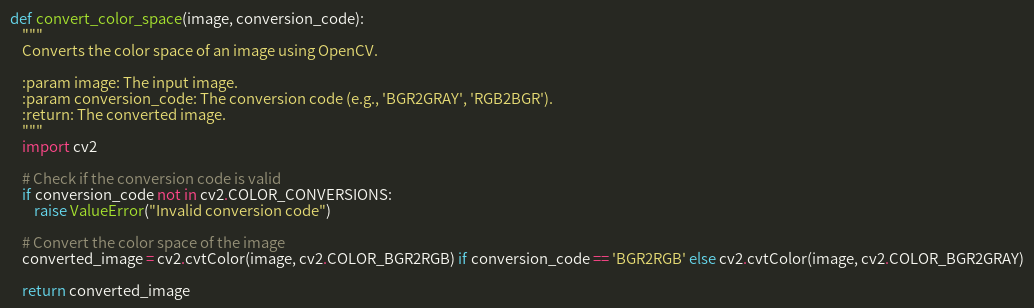 def convert_color_space(image, conversion_code):
"""
Converts the color space of an image using OpenCV.
:param image: The input image.
:param conversion_code: The conversion code (e.g., 'BGR2GRAY', 'RGB2BGR').
:return: The converted image.
"""
import cv2
# Check if the conversion code is valid
if conversion_code not in cv2.COLOR_CONVERSIONS:
raise ValueError("Invalid conversion code")
# Convert the color space of the image
converted_image = cv2.cvtColor(image, cv2.COLOR_BGR2RGB) if conversion_code == 'BGR2RGB' else cv2.cvtColor(image, cv2.COLOR_BGR2GRAY)
return converted_image